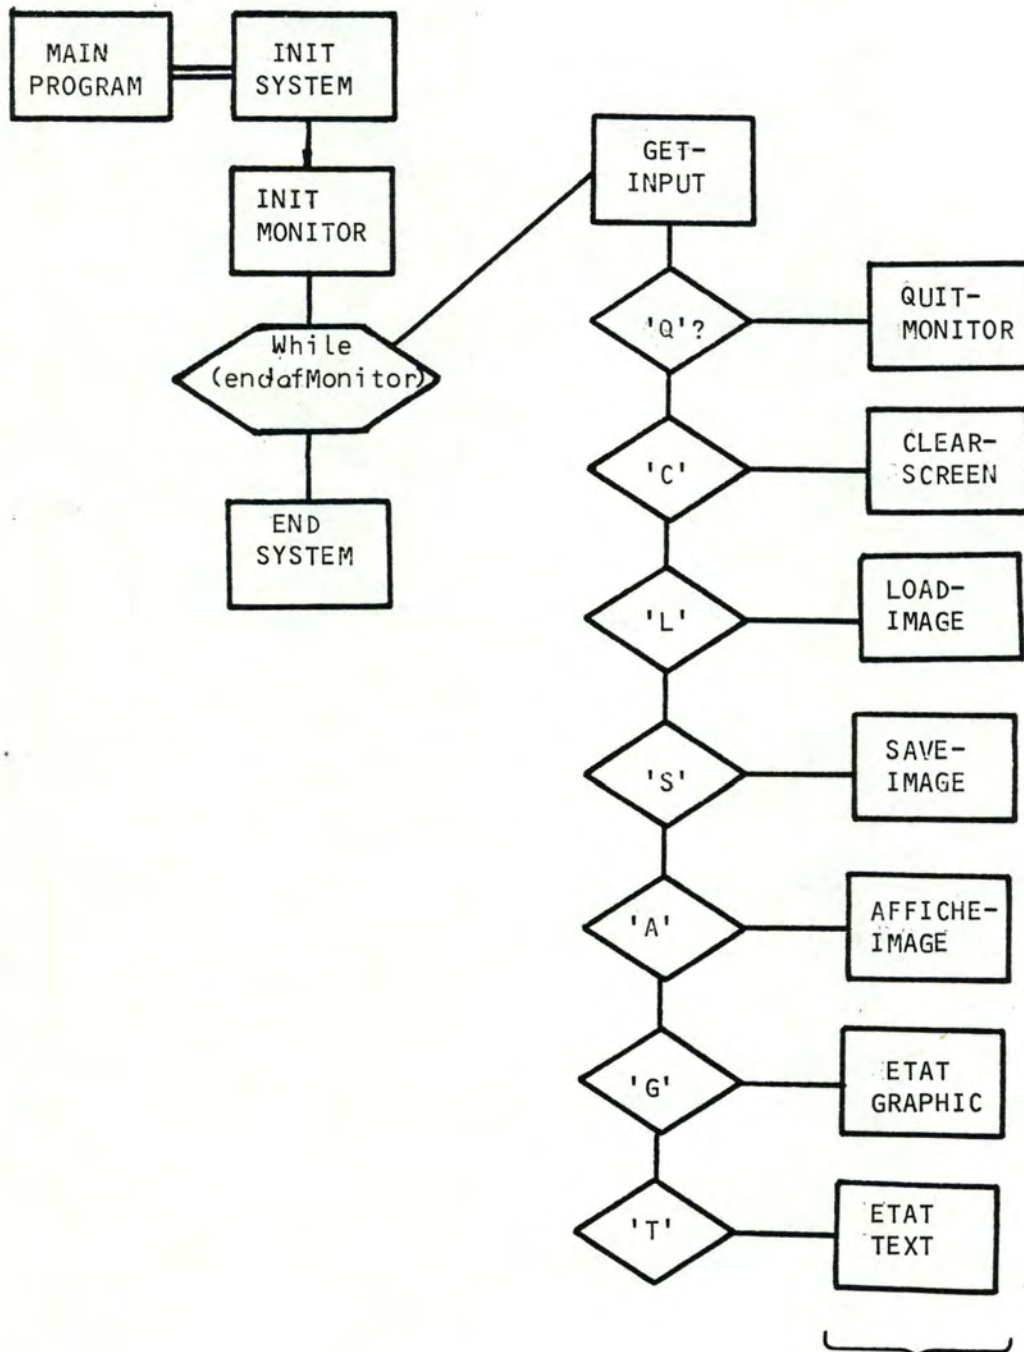 MAIN
PROGRAM
INIT
SYSTEM
INIT
MONITOR
While
(endofMonitor)
END
SYSTEM
GET-
INPUT
'Q'?
QUIT-
MONITOR
'C'
CLEAR-
SCREEN
'L'
LOAD-
IMAGE
'S'
SAVE-
IMAGE
'A'
AFFICHE-
IMAGE
'G'
ETAT
GRAPHIC
'T'
ETAT
TEXT